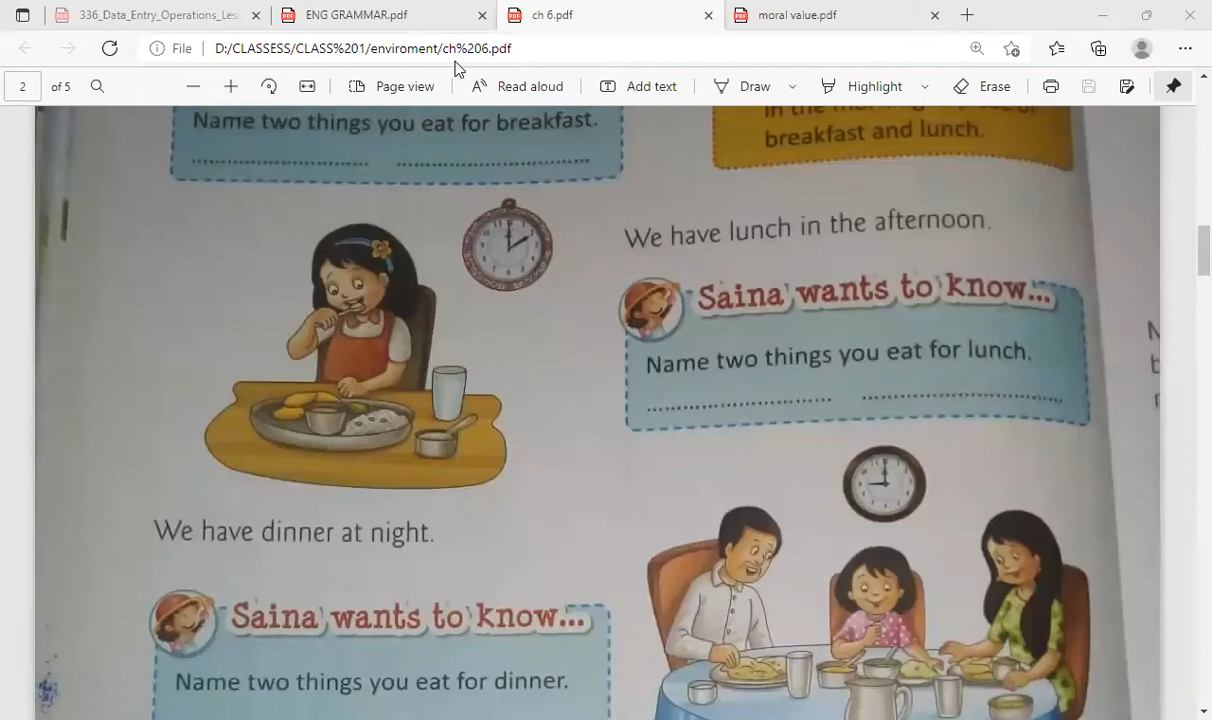 336_Data_Entry_Operations_Les
ENG GRAMMAR.pdf
ch 6.pdf
moral value.pdf
File
D:/CLASSESS/CLASS%201/enviroment/ch%206.pdf
2 of 5
Page view
Read aloud
Add text
Draw
Highlight
Erase
Name two things you eat for breakfast.
in the
breakfast and lunch.
We have lunch in the afternoon.
Saina wants to know...
Name two things you eat for lunch.
We have dinner at night.
Saina wants to know...
Name two things you eat for dinner.